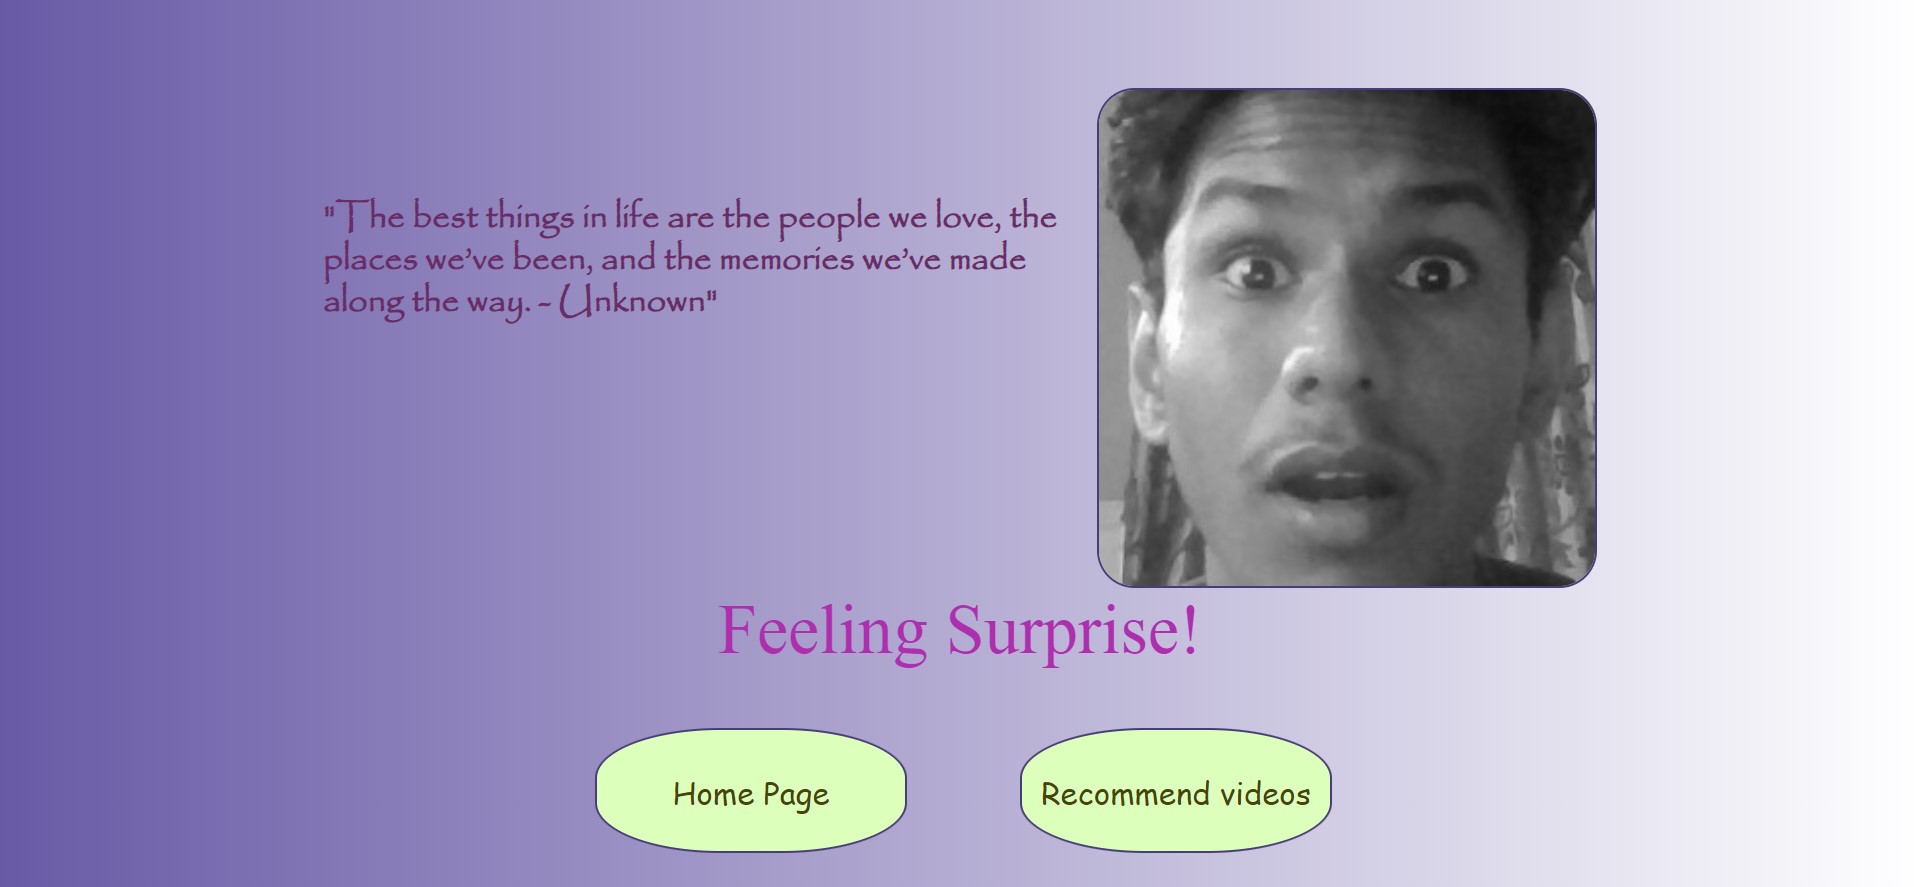 "The best things in life are the people we love, the
places we’ve been, and the memories we’ve made
along the way. - Unknown"
Feeling Surprise!
Home Page
Recommend videos